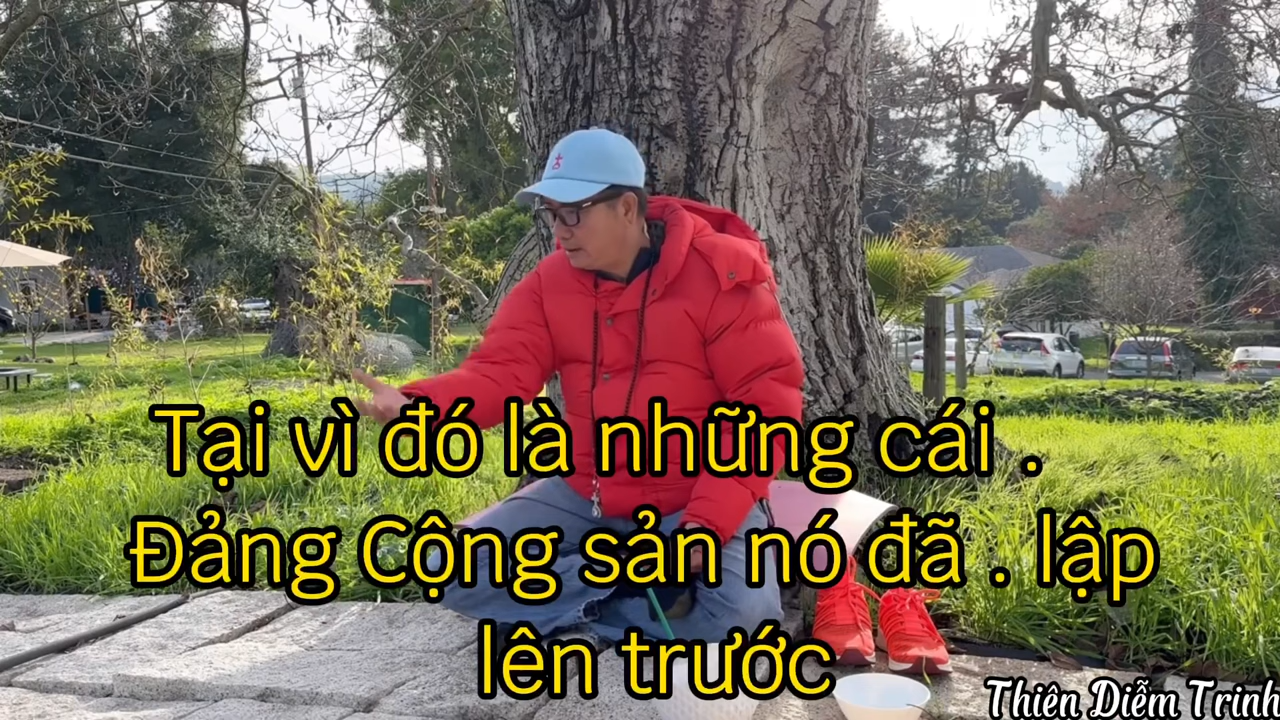 Tại vì đó là những cái .
Đảng Cộng sản nó đã . lập
lên trước
Thiên Diễm Trinh